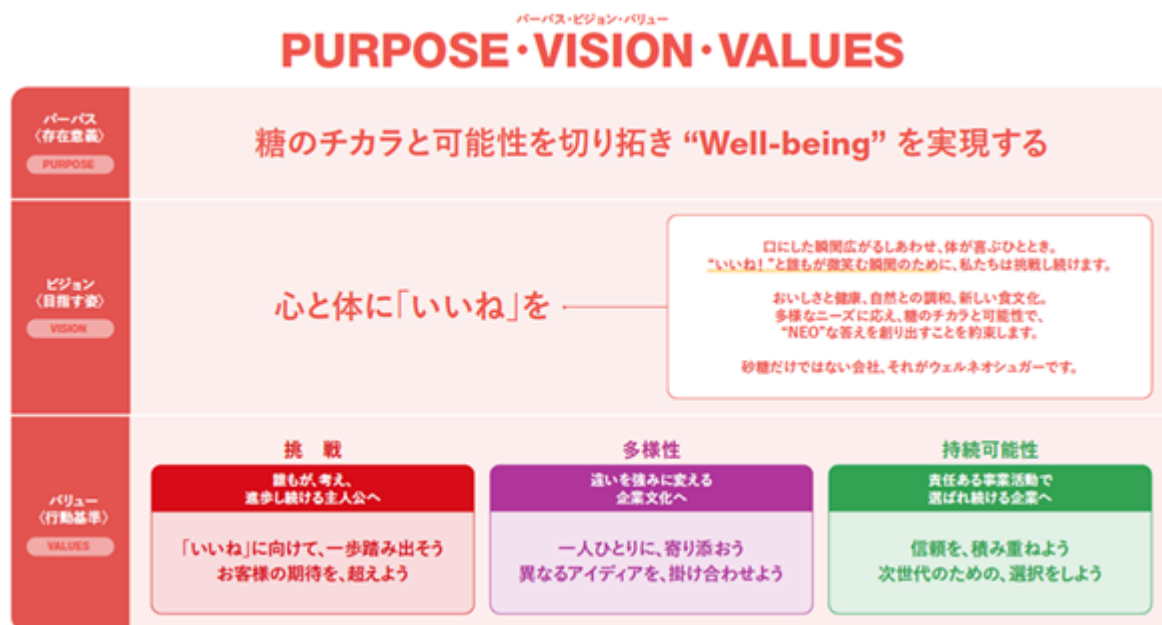 パーパス・ビジョン・バリュー
PURPOSE・VISION・VALUES
パーパス
〈存在意義〉
PURPOSE
糖のチカラと可能性を切り拓き “Well-being” を実現する
ビジョン
〈目指す姿〉
VISION
心と体に「いいね」を
口にした瞬間広がるしあわせ、体が喜ぶひととき。
“いいね！”と誰もが微笑む瞬間のために、私たちは挑戦し続けます。
おいしさと健康、自然との調和、新しい食文化。
多様なニーズに応え、糖のチカラと可能性で、
“NEO”な答えを創り出すことを約束します。
砂糖だけではない会社、それがウェルネオシュガーです。
バリュー
〈行動基準〉
VALUES
挑 戦
誰もが、考え、
進歩し続ける主人公へ
「いいね」に向けて、一歩踏み出そう
お客様の期待を、超えよう
多様性
違いを強みに変える
企業文化へ
一人ひとりに、寄り添おう
異なるアイディアを、掛け合わせよう
持続可能性
責任ある事業活動で
選ばれ続ける企業へ
信頼を、積み重ねよう
次世代のための、選択をしよう